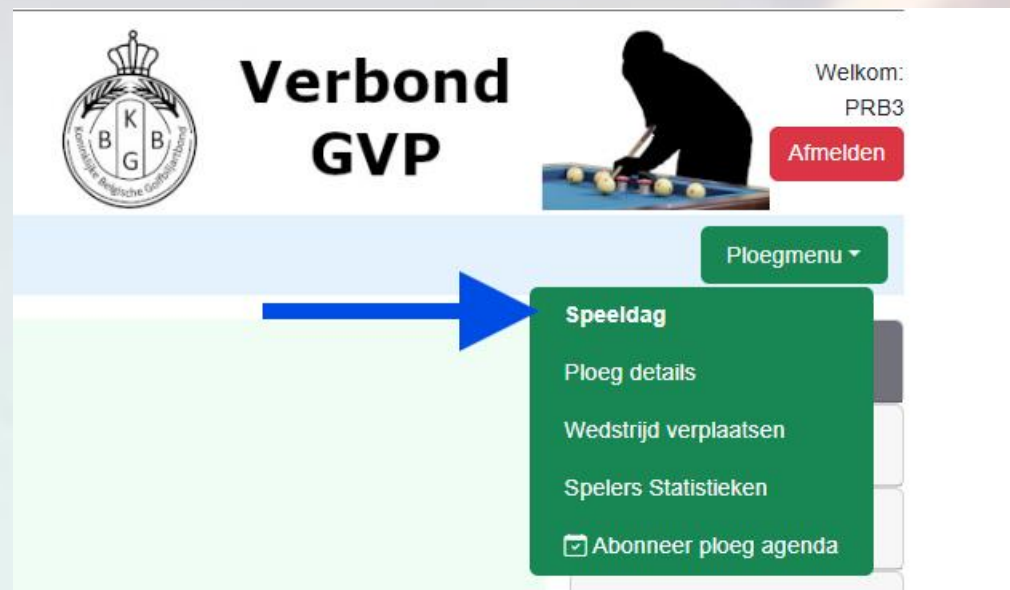 Verbond
GVP
K
B B
G
Koninklijke Belgische Golfbiljartbond
Welkom:
PRB3
Afmelden
Ploegmenu
Speeldag
Ploeg details
Wedstrijd verplaatsen
Spelers Statistieken
Abonneer ploeg agenda